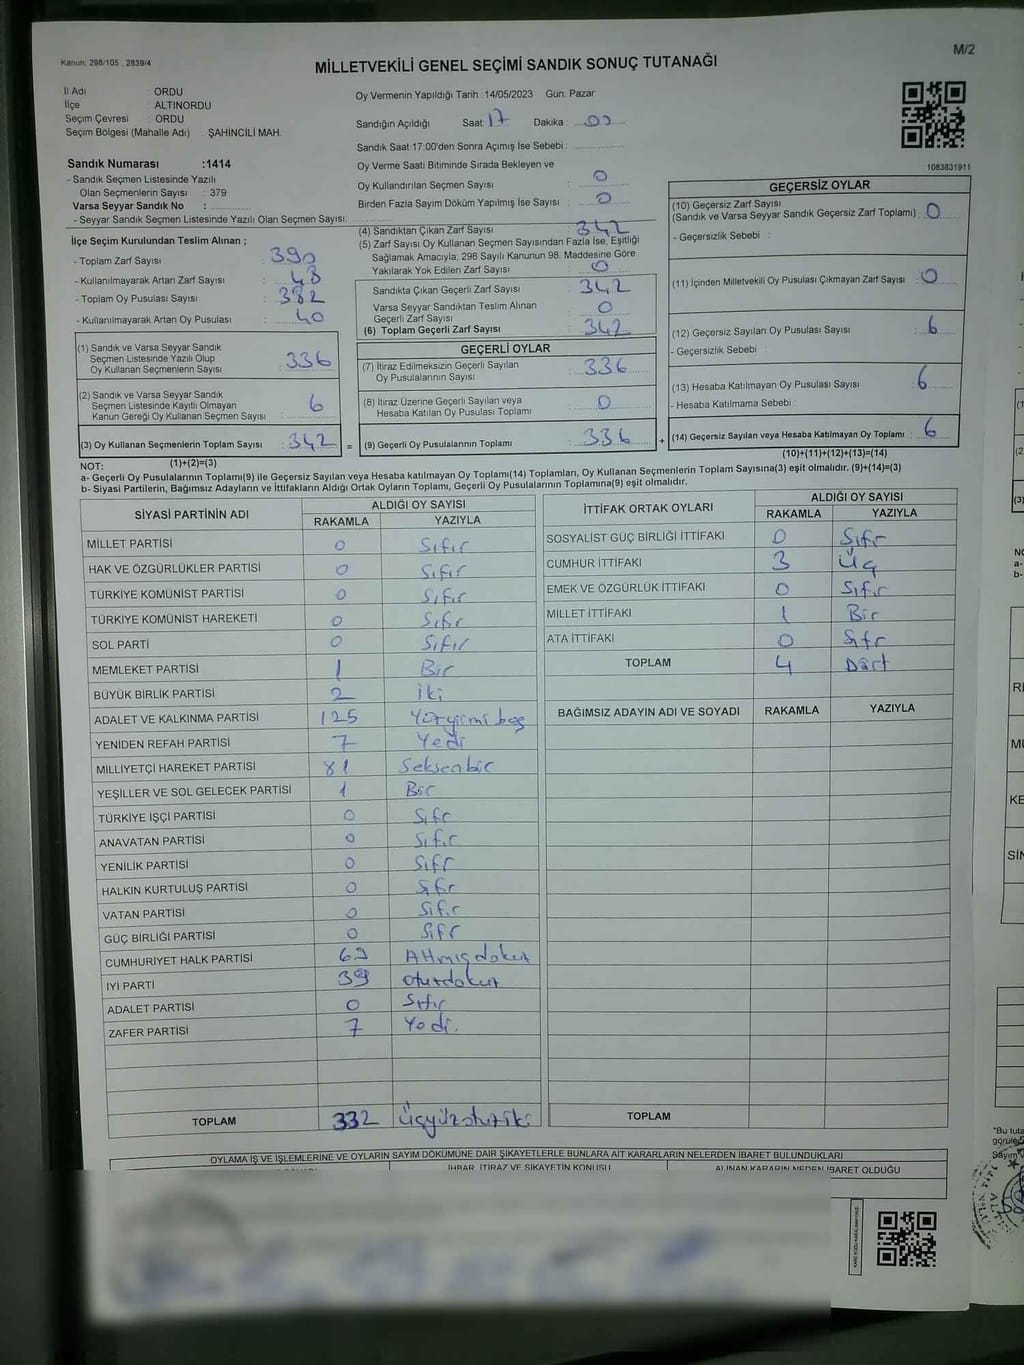 M/2
Kanun: 298/105 , 2839/4
MİLLETVEKİLİ GENEL SEÇİMİ SANDIK SONUÇ TUTANAĞI
İl Adı : ORDU
İlçe : ALTINORDU
Seçim Çevresi : ORDU
Seçim Bölgesi (Mahalle Adı) : ŞAHİNCİLİ MAH.
Sandık Numarası :1414
- Sandık Seçmen Listesinde Yazılı
Olan Seçmenlerin Sayısı : 379
Varsa Seyyar Sandık No :
- Seyyar Sandık Seçmen Listesinde Yazılı Olan Seçmen Sayısı:
Oy Vermenin Yapıldığı Tarih :14/05/2023 Gün: Pazar
Sandığın Açıldığı Saat: 17 Dakika : 00
Sandık Saat 17:00'den Sonra Açımış İse Sebebi :
Oy Verme Saati Bitiminde Sırada Bekleyen ve
Oy Kullandırılan Seçmen Sayısı : 0
Birden Fazla Sayım Döküm Yapılmış İse Sayısı : 0
1083831911
İlçe Seçim Kurulundan Teslim Alınan ;
- Toplam Zarf Sayısı : 390
- Kullanılmayarak Artan Zarf Sayısı : 48
- Toplam Oy Pusulası Sayısı : 382
- Kullanılmayarak Artan Oy Pusulası : 40
(1) Sandık ve Varsa Seyyar Sandık
Seçmen Listesinde Yazılı Olup
Oy Kullanan Seçmenlerin Sayısı : 336
(2) Sandık ve Varsa Seyyar Sandık
Seçmen Listesinde Kayıtlı Olmayan
Kanun Gereği Oy Kullanan Seçmen Sayısı : 6
(3) Oy Kullanan Seçmenlerin Toplam Sayısı : 342 =
(1)+(2)=(3)
(4) Sandıktan Çıkan Zarf Sayısı : 342
(5) Zarf Sayısı Oy Kullanan Seçmen Sayısından Fazla İse, Eşitliği
Sağlamak Amacıyla; 298 Sayılı Kanunun 98. Maddesine Göre
Yakılarak Yok Edilen Zarf Sayısı : 0
Sandıkta Çıkan Geçerli Zarf Sayısı : 342
Varsa Seyyar Sandıktan Teslim Alınan
Geçerli Zarf Sayısı : 0
(6) Toplam Geçerli Zarf Sayısı : 342
GEÇERLİ OYLAR
(7) İtiraz Edilmeksizin Geçerli Sayılan
Oy Pusulalarının Sayısı : 336
(8) İtiraz Üzerine Geçerli Sayılan veya
Hesaba Katılan Oy Pusulası Toplamı : 0
(9) Geçerli Oy Pusulalarının Toplamı : 336 +
GEÇERSİZ OYLAR
(10) Geçersiz Zarf Sayısı
(Sandık ve Varsa Seyyar Sandık Geçersiz Zarf Toplamı) : 0
- Geçersizlik Sebebi :
(11) İçinden Milletvekili Oy Pusulası Çıkmayan Zarf Sayısı : 0
(12) Geçersiz Sayılan Oy Pusulası Sayısı : 6
- Geçersizlik Sebebi :
(13) Hesaba Katılmayan Oy Pusulası Sayısı : 6
- Hesaba Katılmama Sebebi :
(14) Geçersiz Sayılan veya Hesaba Katılmayan Oy Toplamı : 6
(10)+(11)+(12)+(13)=(14)
NOT:
a- Geçerli Oy Pusulalarının Toplamı(9) ile Geçersiz Sayılan veya Hesaba katılmayan Oy Toplamı(14) Toplamları, Oy Kullanan Seçmenlerin Toplam Sayısına(3) eşit olmalıdır. (9)+(14)=(3)
b- Siyasi Partilerin, Bağımsız Adayların ve İttifakların Aldığı Ortak Oyların Toplamı, Geçerli Oy Pusulalarının Toplamına(9) eşit olmalıdır.
SİYASİ PARTİNİN ADI ALDIĞI OY SAYISI
RAKAMLA YAZIYLA
MİLLET PARTİSİ 0 Sıfır
HAK VE ÖZGÜRLÜKLER PARTİSİ 0 Sıfır
TÜRKİYE KOMÜNİST PARTİSİ 0 Sıfır
TÜRKİYE KOMÜNİST HAREKETİ 0 Sıfır
SOL PARTİ 0 Sıfır
MEMLEKET PARTİSİ 1 Bir
BÜYÜK BİRLİK PARTİSİ 2 iki
ADALET VE KALKINMA PARTİSİ 125 Yüzyirmi beş
YENİDEN REFAH PARTİSİ 7 Yedi
MİLLİYETÇİ HAREKET PARTİSİ 81 Seksenbir
YEŞİLLER VE SOL GELECEK PARTİSİ 1 Bir
TÜRKİYE İŞÇİ PARTİSİ 0 Sıfır
ANAVATAN PARTİSİ 0 Sıfır
YENİLİK PARTİSİ 0 Sıfır
HALKIN KURTULUŞ PARTİSİ 0 Sıfır
VATAN PARTİSİ 0 Sıfır
GÜÇ BİRLİĞİ PARTİSİ 0 Sıfır
CUMHURİYET HALK PARTİSİ 69 Altmışdokuz
İYİ PARTİ 39 otuzdokuz
ADALET PARTİSİ 0 Sıfır
ZAFER PARTİSİ 7 Yedi.
TOPLAM 332 üçyüzotuziki
İTTİFAK ORTAK OYLARI ALDIĞI OY SAYISI
RAKAMLA YAZIYLA
SOSYALİST GÜÇ BİRLİĞİ İTTİFAKI 0 Sıfır
CUMHUR İTTİFAKI 3 Üç
EMEK VE ÖZGÜRLÜK İTTİFAKI 0 Sıfır
MİLLET İTTİFAKI 1 Bir
ATA İTTİFAKI 0 Sıfır
TOPLAM 4 Dört
BAĞIMSIZ ADAYIN ADI VE SOYADI RAKAMLA YAZIYLA
TOPLAM
OYLAMA İŞ VE İŞLEMLERİNE VE OYLARIN SAYIM DÖKÜMÜNE DAİR ŞİKAYETLERLE BUNLARA AİT KARARLARIN NELERDEN İBARET BULUNDUKLARI
İHBAR, İTİRAZ VE ŞİKAYETİN KONUSU ALINAN KARARIN NEDEN İBARET OLDUĞU